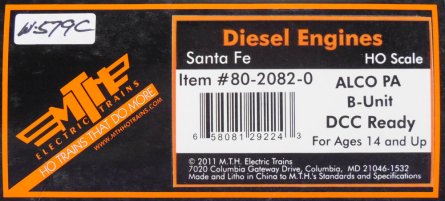 W-579C
MTH
ELECTRIC TRAINS
HO TRAINS THAT DO MORE
WWW.MTHHOTRAINS.COM
Diesel Engines
Santa Fe
HO Scale
Item #80-2082-0
ALCO PA
B-Unit
DCC Ready
For Ages 14 and Up
6 58081 29224 3
© 2011 M.T.H. Electric Trains
7020 Columbia Gateway Drive, Columbia, MD 21046-1532
Made and Litho in China to M.T.H.'s Standards and Specifications